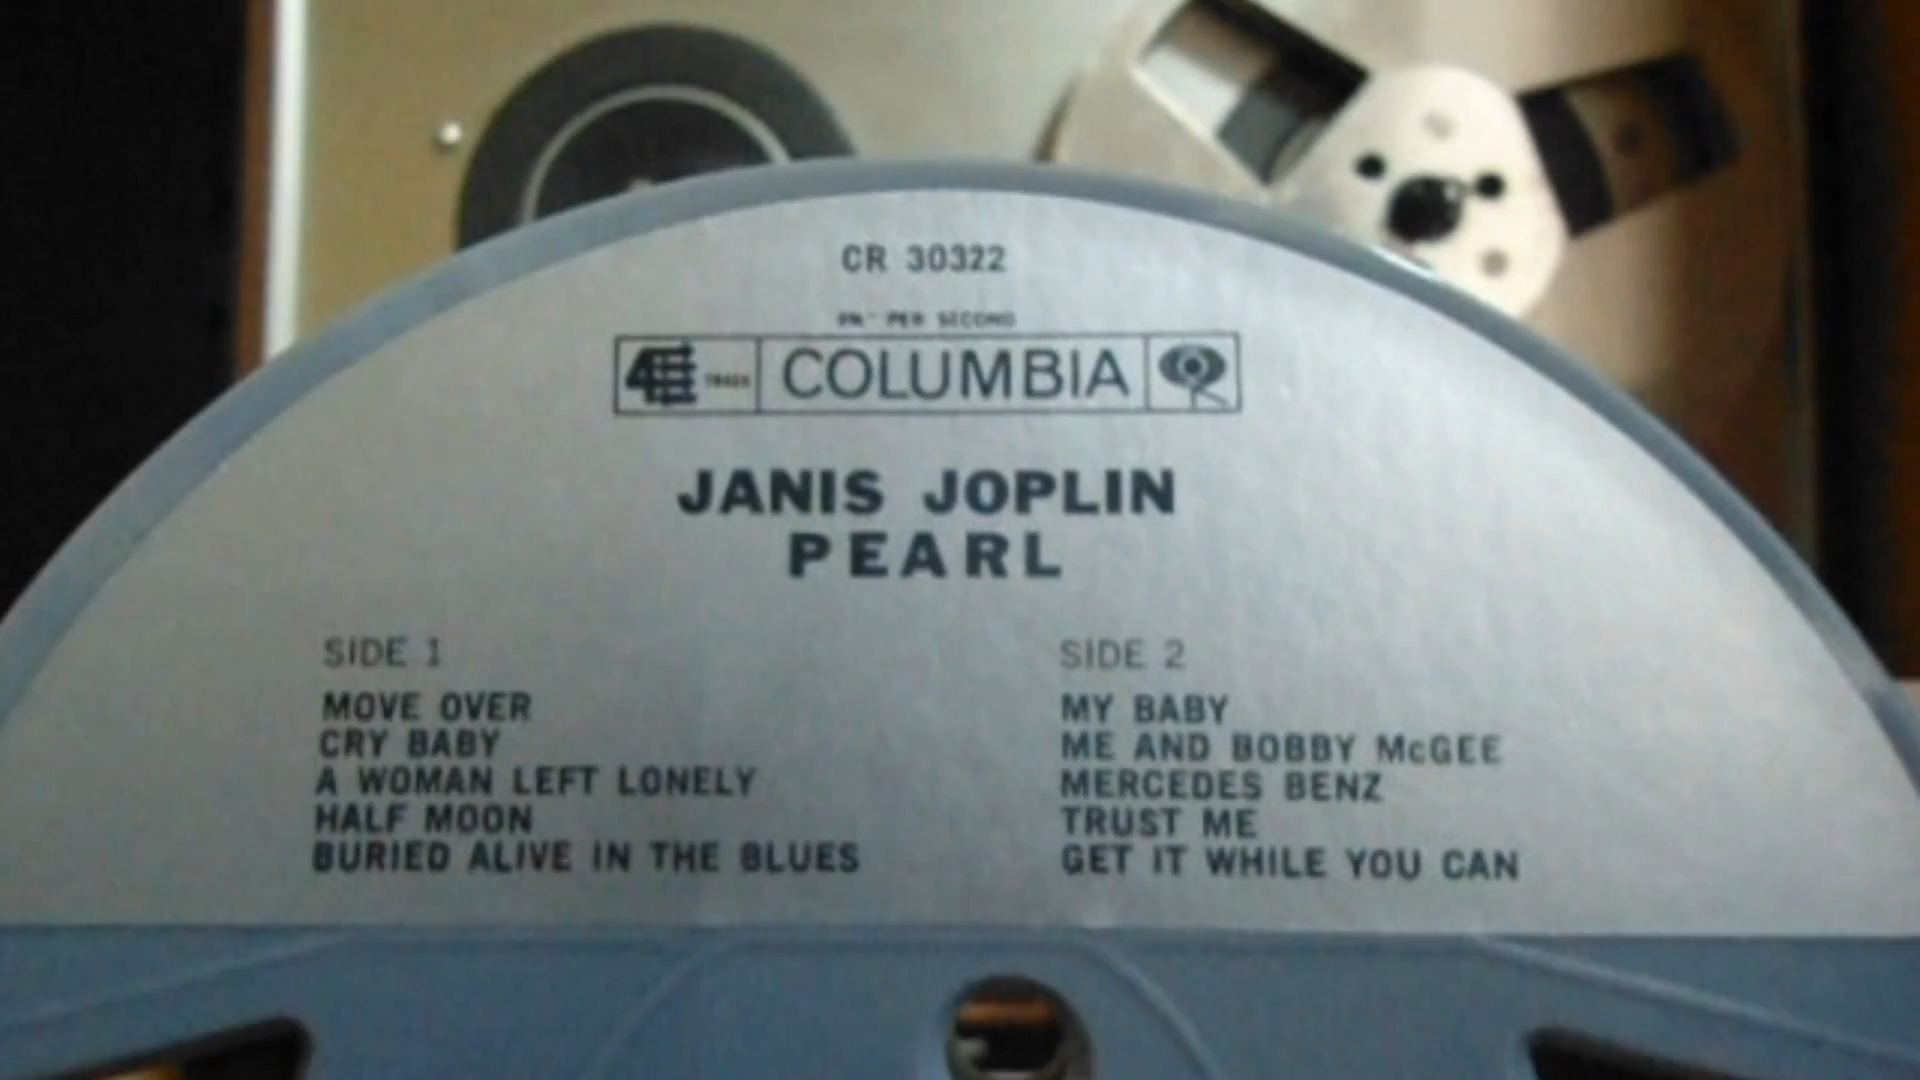 CR 30322
PER SECOND
4 TRACK COLUMBIA
JANIS JOPLIN
PEARL
SIDE 1
MOVE OVER
CRY BABY
A WOMAN LEFT LONELY
HALF MOON
BURIED ALIVE IN THE BLUES
SIDE 2
MY BABY
ME AND BOBBY McGEE
MERCEDES BENZ
TRUST ME
GET IT WHILE YOU CAN